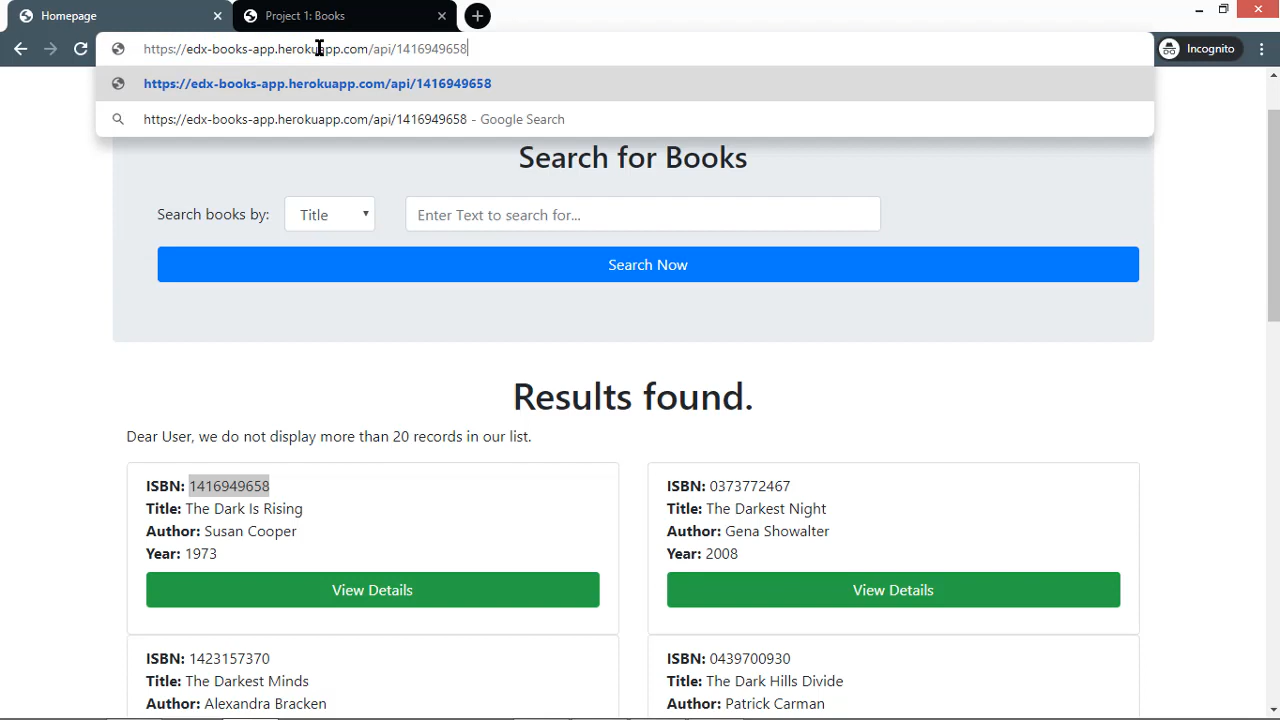 Homepage
Project 1: Books
https://edx-books-app.herokuapp.com/api/1416949658
Incognito
https://edx-books-app.herokuapp.com/api/1416949658
https://edx-books-app.herokuapp.com/api/1416949658 - Google Search
Search for Books
Search books by: Title Enter Text to search for...
Search Now
Results found.
Dear User, we do not display more than 20 records in our list.
ISBN: 1416949658
Title: The Dark Is Rising
Author: Susan Cooper
Year: 1973
View Details
ISBN: 0373772467
Title: The Darkest Night
Author: Gena Showalter
Year: 2008
View Details
ISBN: 1423157370
Title: The Darkest Minds
Author: Alexandra Bracken
ISBN: 0439700930
Title: The Dark Hills Divide
Author: Patrick Carman